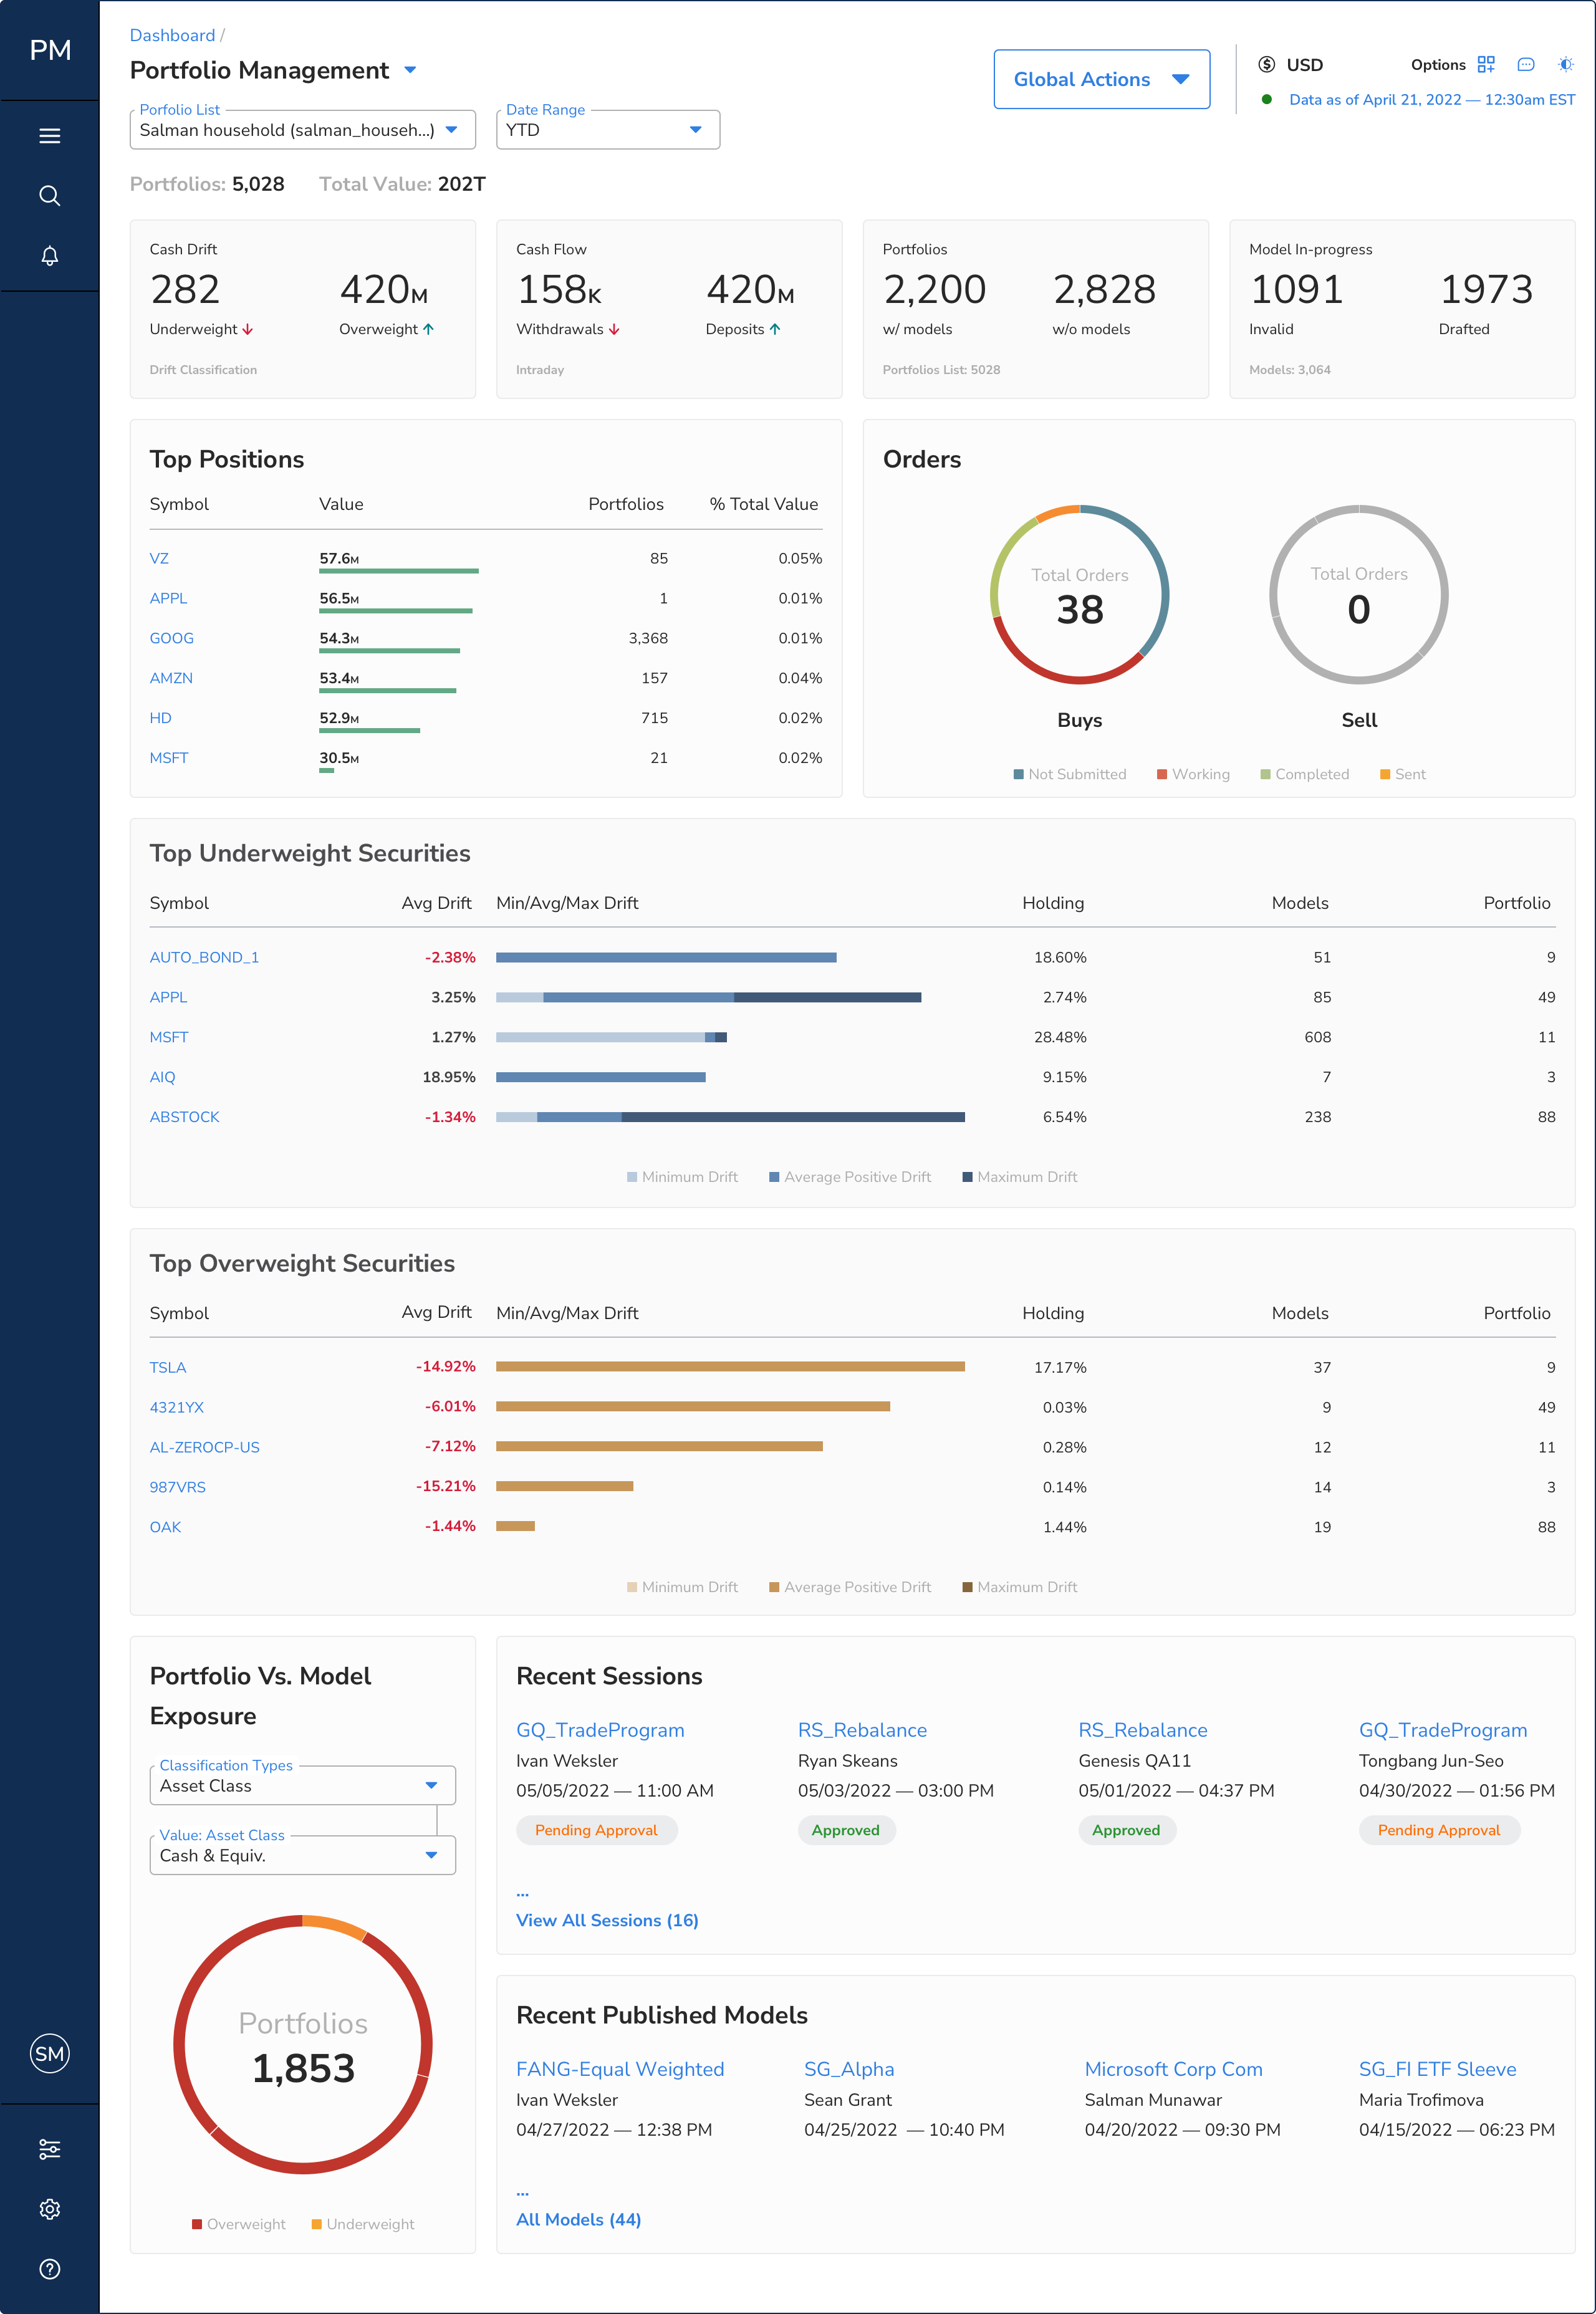 PM
Dashboard /
Portfolio Management
Global Actions
USD
Options
Data as of April 21, 2022 — 12:30am EST
Porfolio List
Salman household (salman_househ...)
Date Range
YTD
Portfolios: 5,028 Total Value: 202T
Cash Drift
282 420M
Underweight Overweight
Drift Classification
Cash Flow
158K 420M
Withdrawals Deposits
Intraday
Portfolios
2,200 2,828
w/ models w/o models
Portfolios List: 5028
Model In-progress
1091 1973
Invalid Drafted
Models: 3,064
Top Positions
Symbol Value Portfolios % Total Value
VZ 57.6M 85 0.05%
APPL 56.5M 1 0.01%
GOOG 54.3M 3,368 0.01%
AMZN 53.4M 157 0.04%
HD 52.9M 715 0.02%
MSFT 30.5M 21 0.02%
Orders
Total Orders
38
Buys
Total Orders
0
Sell
Not Submitted Working Completed Sent
Top Underweight Securities
Symbol Avg Drift Min/Avg/Max Drift Holding Models Portfolio
AUTO_BOND_1 -2.38% 18.60% 51 9
APPL 3.25% 2.74% 85 49
MSFT 1.27% 28.48% 608 11
AIQ 18.95% 9.15% 7 3
ABSTOCK -1.34% 6.54% 238 88
Minimum Drift Average Positive Drift Maximum Drift
Top Overweight Securities
Symbol Avg Drift Min/Avg/Max Drift Holding Models Portfolio
TSLA -14.92% 17.17% 37 9
4321YX -6.01% 0.03% 9 49
AL-ZEROCP-US -7.12% 0.28% 12 11
987VRS -15.21% 0.14% 14 3
OAK -1.44% 1.44% 19 88
Minimum Drift Average Positive Drift Maximum Drift
Portfolio Vs. Model
Exposure
Classification Types
Asset Class
Value: Asset Class
Cash & Equiv.
Portfolios
1,853
Overweight Underweight
Recent Sessions
GQ_TradeProgram
Ivan Weksler
05/05/2022 — 11:00 AM
Pending Approval
RS_Rebalance
Ryan Skeans
05/03/2022 — 03:00 PM
Approved
RS_Rebalance
Genesis QA11
05/01/2022 — 04:37 PM
Approved
GQ_TradeProgram
Tongbang Jun-Seo
04/30/2022 — 01:56 PM
Pending Approval
...
View All Sessions (16)
Recent Published Models
FANG-Equal Weighted
Ivan Weksler
04/27/2022 — 12:38 PM
SG_Alpha
Sean Grant
04/25/2022 — 10:40 PM
Microsoft Corp Com
Salman Munawar
04/20/2022 — 09:30 PM
SG_FI ETF Sleeve
Maria Trofimova
04/15/2022 — 06:23 PM
...
All Models (44)
SM